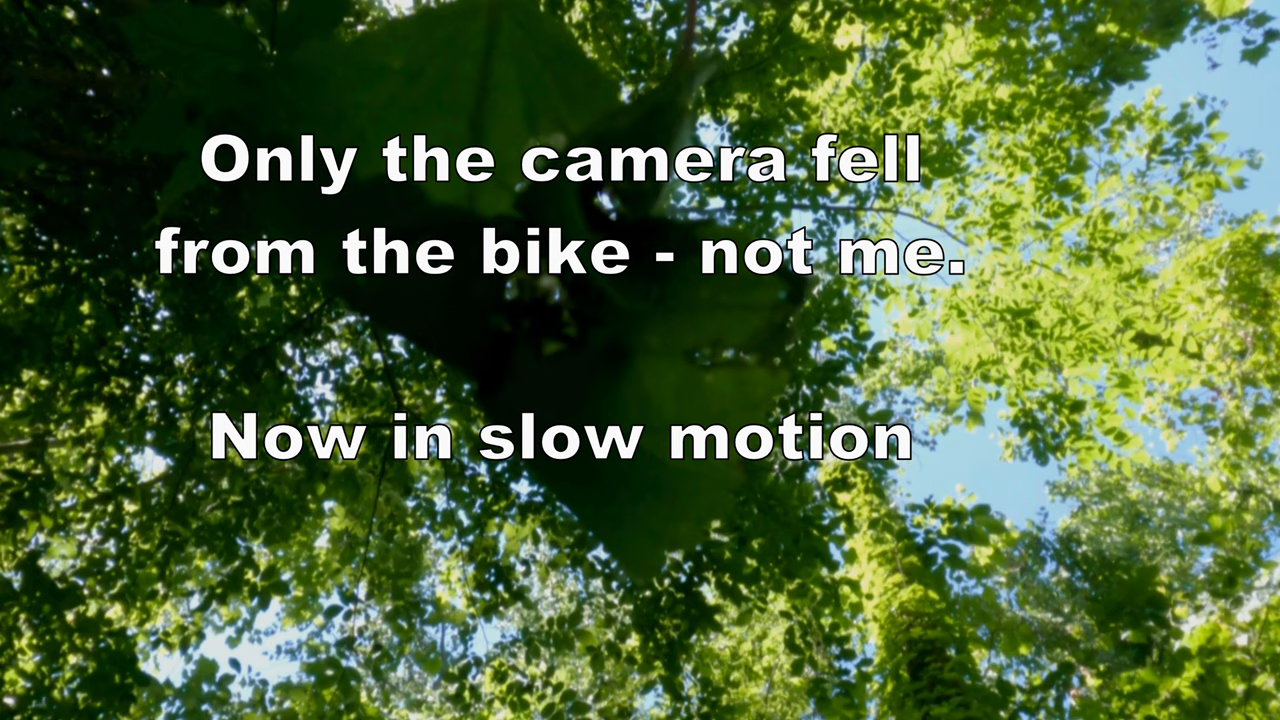 Only the camera fell
from the bike - not me.
Now in slow motion